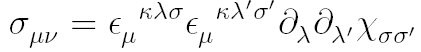 σ_{μν} = ϵ_μ{}^{κλσ} ϵ_μ{}^{κλ'σ'} ∂_λ ∂_{λ'} χ_{σσ'}